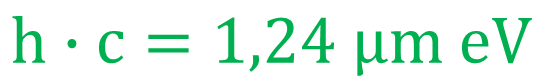 h · c = 1,24 μm eV